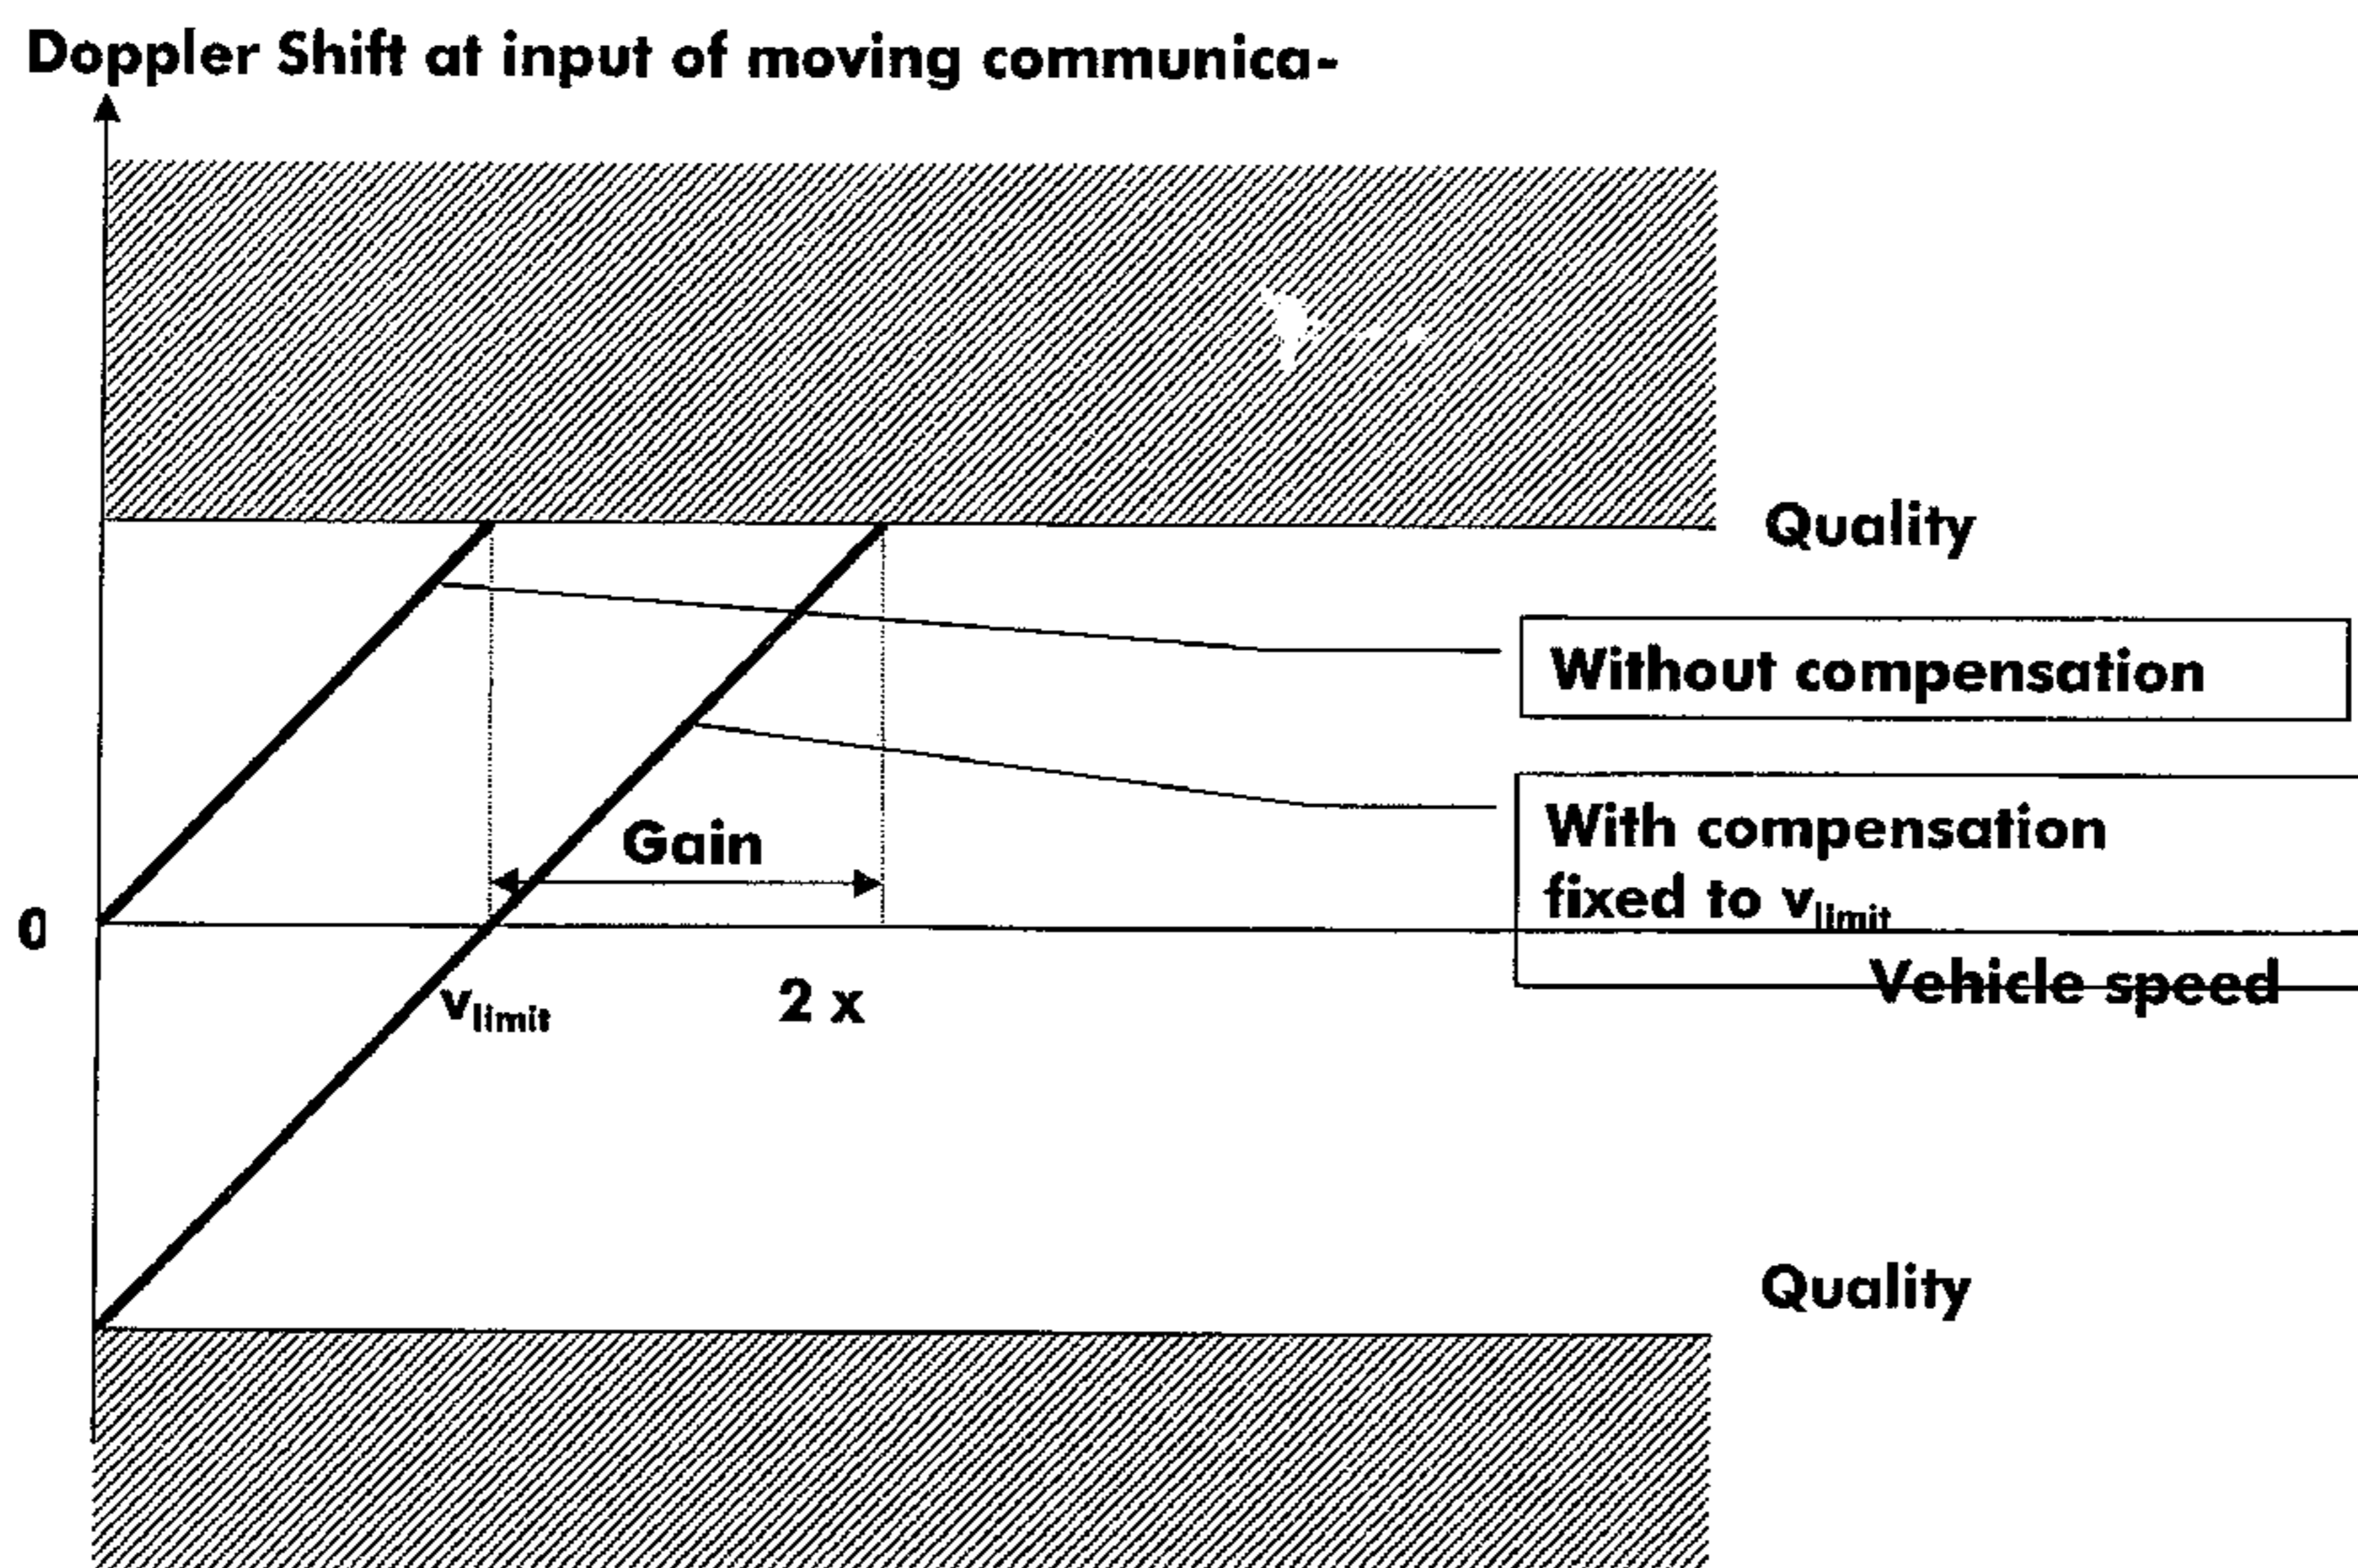 Doppler Shift at input of moving communica-
Quality
Without compensation
With compensation
fixed to vlimit
Gain
0
Vehicle speed
vlimit
2 x
Quality